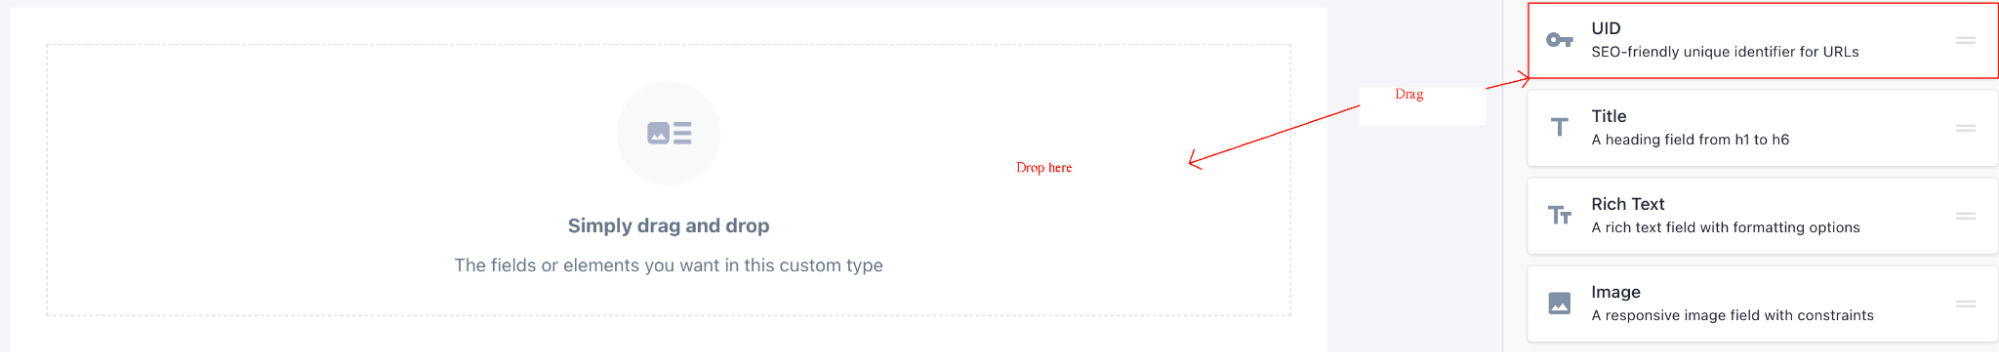 Simply drag and drop
The fields or elements you want in this custom type
Drop here
Drag
UID
SEO-friendly unique identifier for URLs
Title
A heading field from h1 to h6
Rich Text
A rich text field with formatting options
Image
A responsive image field with constraints